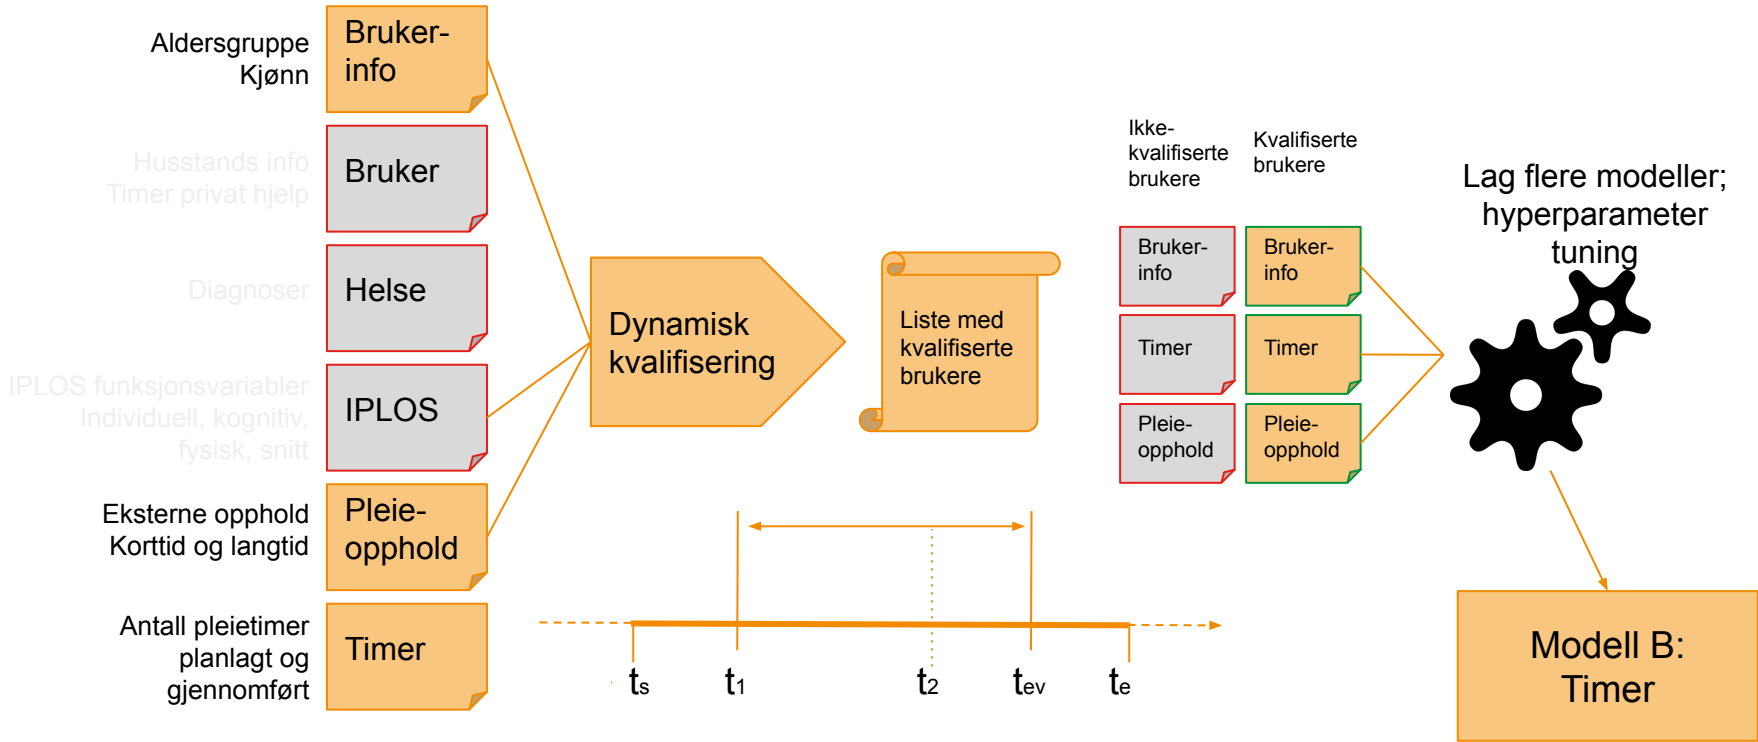 Aldersgruppe
Kjønn
Bruker-
info
Husstands info
Timer privat hjelp
Bruker
Diagnoser
Helse
IPLOS funksjonsvariabler
Individuell, kognitiv,
fysisk, snitt
IPLOS
Eksterne opphold
Korttid og langtid
Pleie-
opphold
Antall pleietimer
planlagt og
gjennomført
Timer
Dynamisk
kvalifisering
Liste med
kvalifiserte
brukere
ts
t1
t2
tev
te
Ikke-
kvalifiserte
brukere
Kvalifiserte
brukere
Bruker-
info
Bruker-
info
Timer
Timer
Pleie-
opphold
Pleie-
opphold
Lag flere modeller;
hyperparameter
tuning
Modell B:
Timer